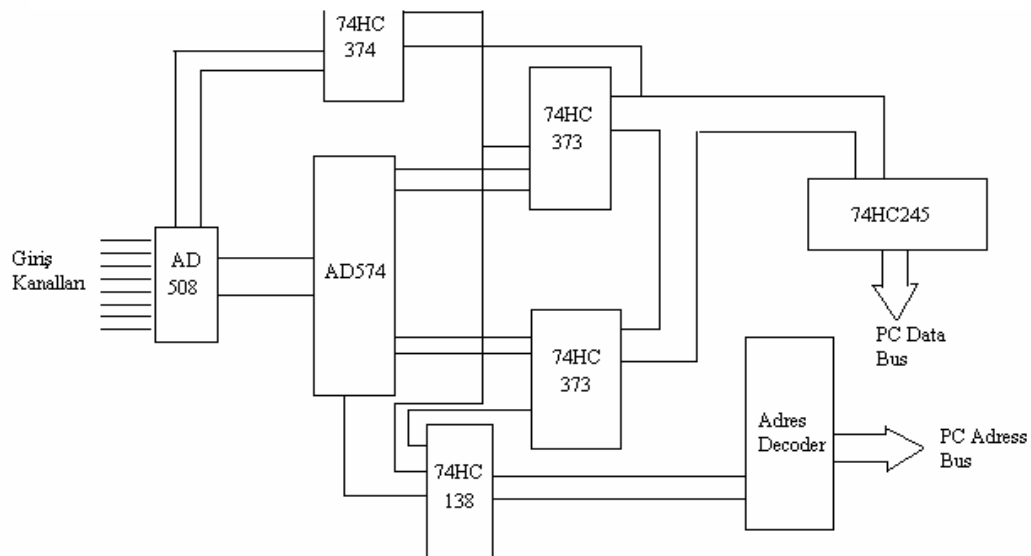 74HC
374
74HC
373
74HC245
Giriş
Kanalları
AD
508
AD574
PC Data
Bus
74HC
373
Adres
Decoder
PC Adress
Bus
74HC
138